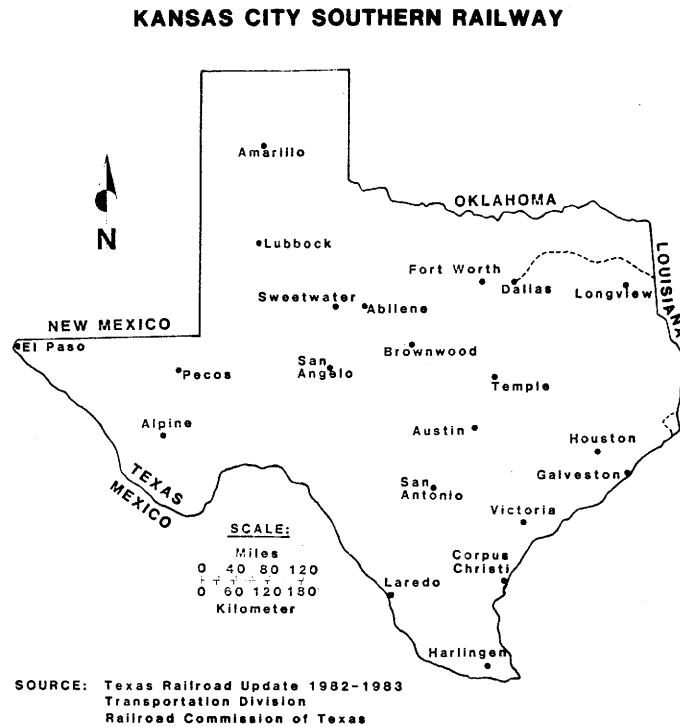 KANSAS CITY SOUTHERN RAILWAY
Amarillo
OKLAHOMA
N
Lubbock
LOUISIANA
Fort Worth
Dallas
Longview
Sweetwater
Abilene
NEW MEXICO
El Paso
Brownwood
San
Angelo
Pecos
Temple
Alpine
Austin
Houston
Galveston
TEXAS
MEXICO
San
Antonio
Victoria
SCALE:
Miles
0 40 80 120
0 60 120 180
Kilometer
Corpus
Christi
Laredo
Harlingen
SOURCE: Texas Railroad Update 1982-1983
Transportation Division
Railroad Commission of Texas